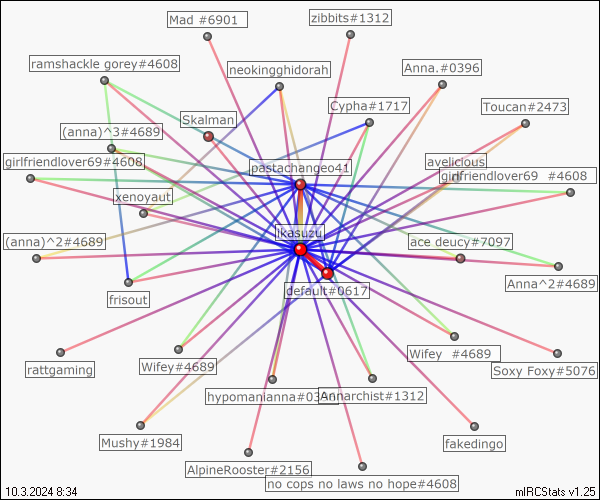 Mad #6901
zibbits#1312
ramshackle gorey#4608
neokingghidorah
Anna.#0396
Cypha#1717
Toucan#2473
Skalman
(anna)^3#4689
girlfriendlover69#4608
pastachangeo41
avelicious
girlfriendlover69 #4608
xenoyaut
ikasuzu
(anna)^2#4689
ace deucy#7097
Anna^2#4689
default#0617
frisout
rattgaming
Wifey#4689
Wifey #4689
Soxy Foxy#5076
hypomanianna#0396
Annarchist#1312
Mushy#1984
fakedingo
AlpineRooster#2156
no cops no laws no hope#4608
10.3.2024 8:34
mIRCStats v1.25